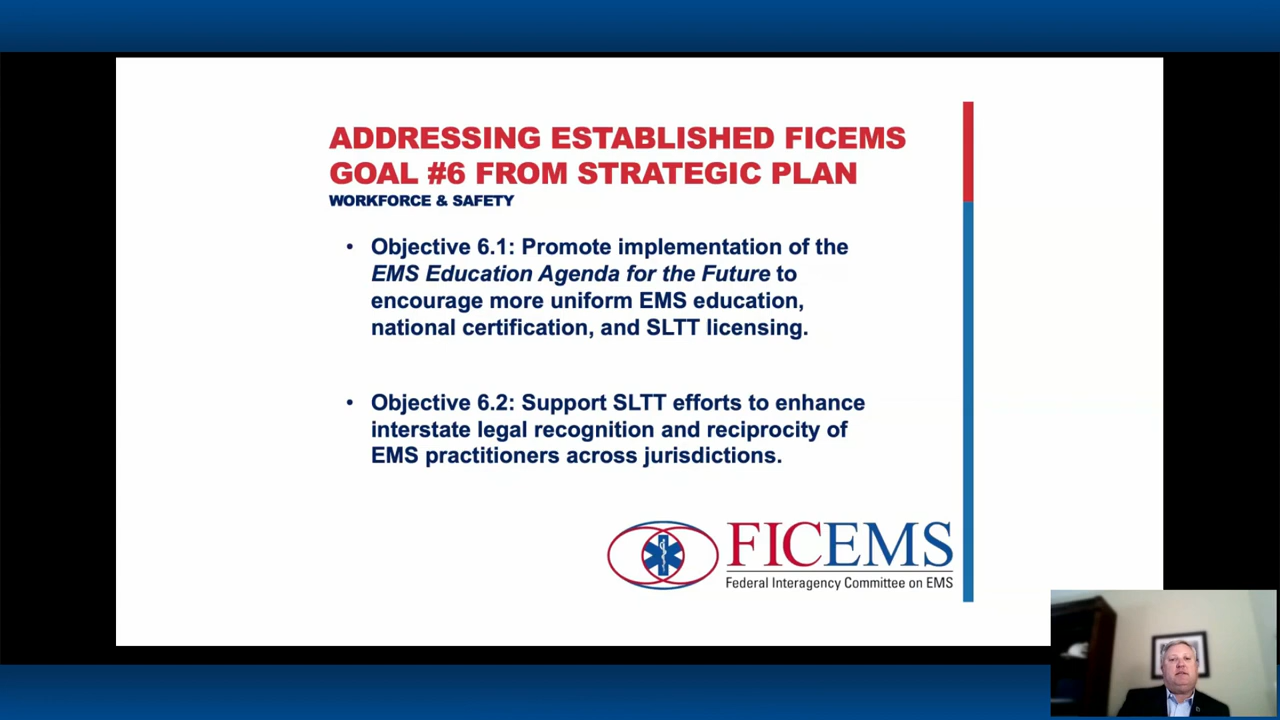 ADDRESSING ESTABLISHED FICEMS
GOAL #6 FROM STRATEGIC PLAN
WORKFORCE & SAFETY
• Objective 6.1: Promote implementation of the
EMS Education Agenda for the Future to
encourage more uniform EMS education,
national certification, and SLTT licensing.
• Objective 6.2: Support SLTT efforts to enhance
interstate legal recognition and reciprocity of
EMS practitioners across jurisdictions.
FICEMS
Federal Interagency Committee on EMS